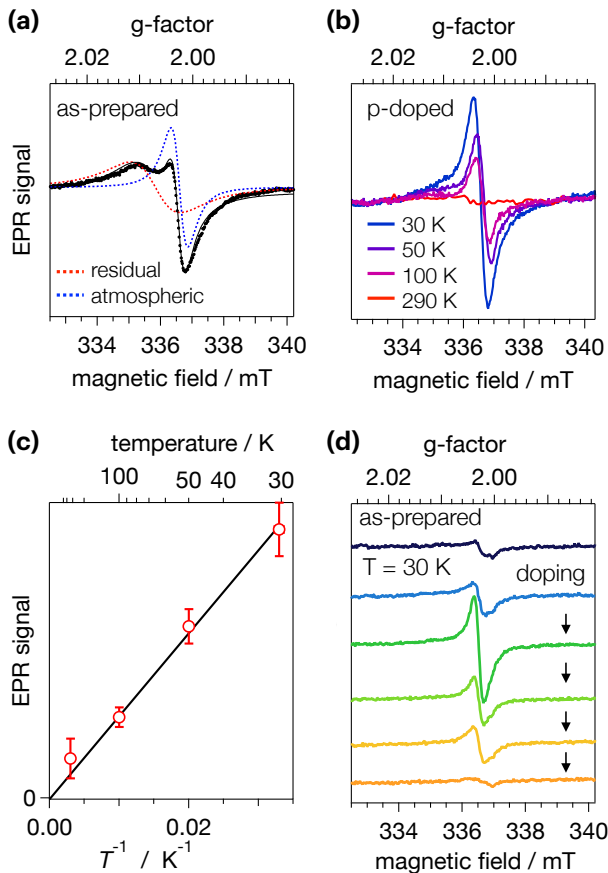 (a)
g-factor
2.02 2.00
as-prepared
EPR signal
residual
atmospheric
334 336 338 340
magnetic field / mT
(b)
g-factor
2.02 2.00
p-doped
30 K
50 K
100 K
290 K
334 336 338 340
magnetic field / mT
(c)
temperature / K
100 50 40 30
EPR signal
0
0.00 0.02
T⁻¹ / K⁻¹
(d)
g-factor
2.02 2.00
as-prepared
T = 30 K
doping
334 336 338 340
magnetic field / mT